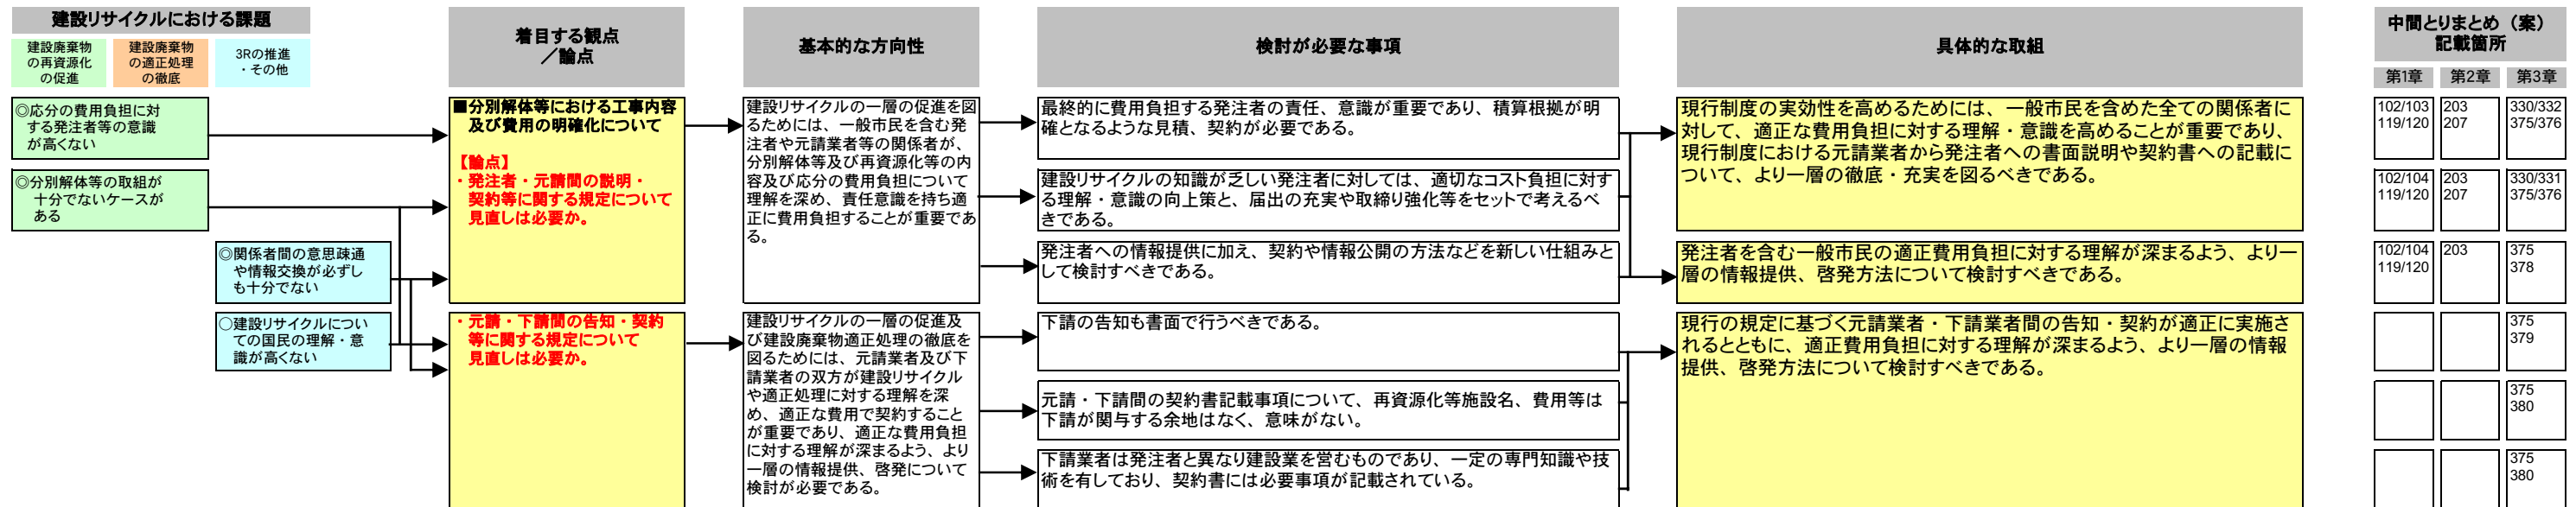 建設リサイクルにおける課題
建設廃棄物
の再資源化
の促進
建設廃棄物
の適正処理
の徹底
3Rの推進
・その他
着目する観点
／論点
基本的な方向性
検討が必要な事項
具体的な取組
中間とりまとめ（案）
記載箇所
第1章
第2章
第3章
◎応分の費用負担に対
する発注者等の意識
が高くない
◎分別解体等の取組が
十分でないケースが
ある
◎関係者間の意思疎通
や情報交換が必ずし
も十分でない
○建設リサイクルについ
ての国民の理解・意
識が高くない
■分別解体等における工事内容
及び費用の明確化について
【論点】
・発注者・元請間の説明・
契約等に関する規定について
見直しは必要か。
・元請・下請間の告知・契約
等に関する規定について
見直しは必要か。
建設リサイクルの一層の促進を図
るためには、一般市民を含む発
注者や元請業者等の関係者が、
分別解体等及び再資源化等の内
容及び応分の費用負担について
理解を深め、責任意識を持ち適
正に費用負担することが重要であ
る。
建設リサイクルの一層の促進及
び建設廃棄物適正処理の徹底を
図るためには、元請業者及び下
請業者の双方が建設リサイクル
や適正処理に対する理解を深
め、適正な費用で契約すること
が重要であり、適正な費用負担
に対する理解が深まるよう、より
一層の情報提供、啓発について
検討が必要である。
最終的に費用負担する発注者の責任、意識が重要であり、積算根拠が明
確となるような見積、契約が必要である。
建設リサイクルの知識が乏しい発注者に対しては、適切なコスト負担に対す
る理解・意識の向上策と、届出の充実や取締り強化等をセットで考えるべ
きである。
発注者への情報提供に加え、契約や情報公開の方法などを新しい仕組みと
して検討すべきである。
下請の告知も書面で行うべきである。
元請・下請間の契約書記載事項について、再資源化等施設名、費用等は
下請が関与する余地はなく、意味がない。
下請業者は発注者と異なり建設業を営むものであり、一定の専門知識や技
術を有しており、契約書には必要事項が記載されている。
現行制度の実効性を高めるためには、一般市民を含めた全ての関係者に
対して、適正な費用負担に対する理解・意識を高めることが重要であり、
現行制度における元請業者から発注者への書面説明や契約書への記載に
ついて、より一層の徹底・充実を図るべきである。
発注者を含む一般市民の適正費用負担に対する理解が深まるよう、より一
層の情報提供、啓発方法について検討すべきである。
現行の規定に基づく元請業者・下請業者間の告知・契約が適正に実施さ
れるとともに、適正費用負担に対する理解が深まるよう、より一層の情報
提供、啓発方法について検討すべきである。
102/103
119/120
203
207
330/332
375/376
102/104
119/120
203
207
330/331
375/376
102/104
119/120
203
375
378
375
379
375
380
375
380